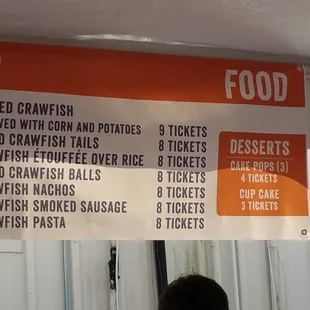 FOOD
ED CRAWFISH
VED WITH CORN AND POTATOES 9 TICKETS
D CRAWFISH TAILS 8 TICKETS
WFISH ÉTOUFFÉE OVER RICE 8 TICKETS
D CRAWFISH BALLS 8 TICKETS
WFISH NACHOS 8 TICKETS
WFISH SMOKED SAUSAGE 8 TICKETS
WFISH PASTA 8 TICKETS
DESSERTS
CAKE POPS (3)
4 TICKETS
CUP CAKE
3 TICKETS